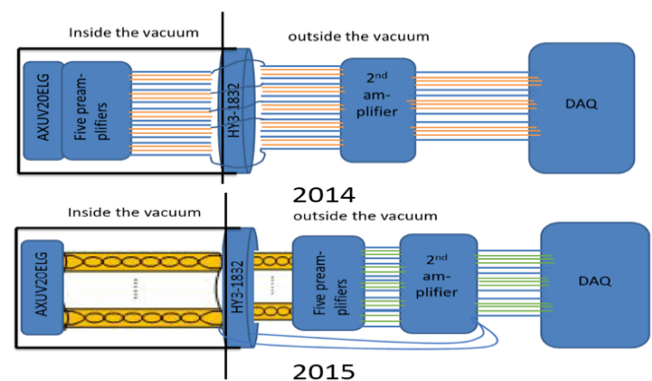 Inside the vacuum
outside the vacuum
AXUV20ELG
Five pream-
plifiers
HY3-1832
2nd
am-
plifier
DAQ
2014
Inside the vacuum
outside the vacuum
AXUV20ELG
HY3-1832
Five pream-
plifiers
2nd
am-
plifier
DAQ
2015